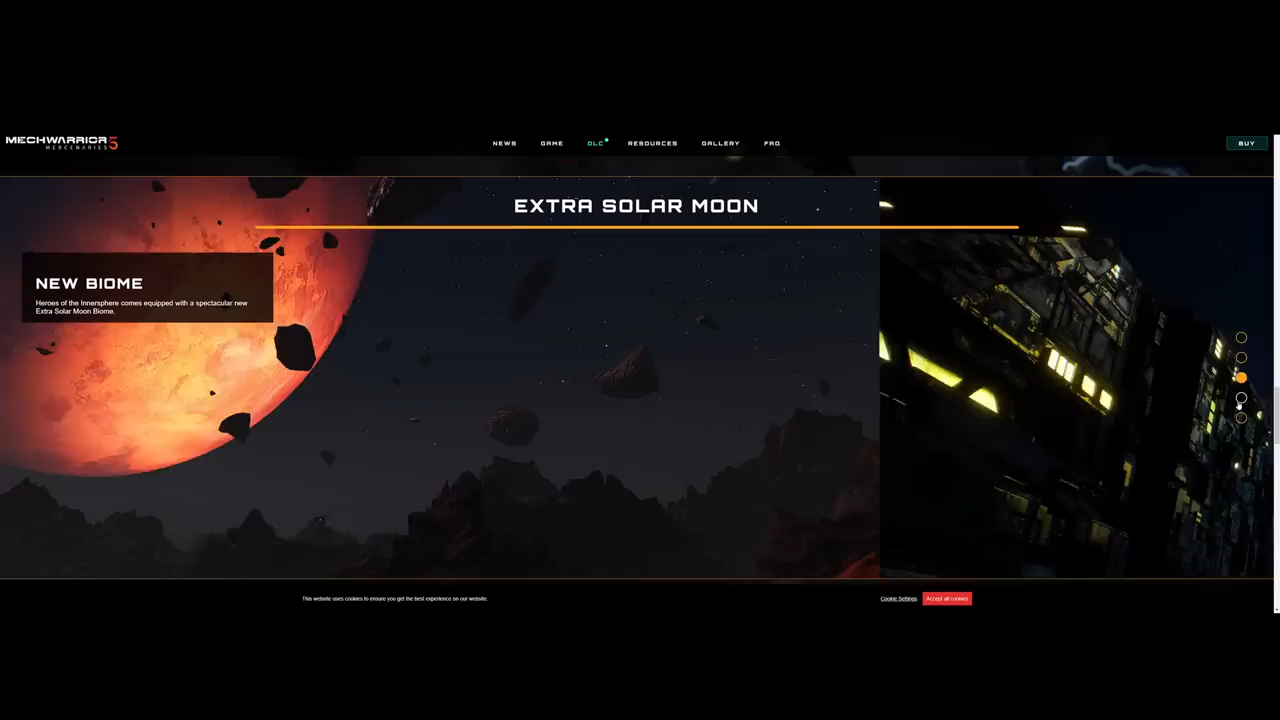 MECHWARRIOR 5
MERCENARIES
NEWS GAME DLC RESOURCES GALLERY FAQ
BUY
EXTRA SOLAR MOON
NEW BIOME
Heroes of the Innersphere comes equipped with a spectacular new
Extra Solar Moon Biome.
This website uses cookies to ensure you get the best experience on our website.
Cookie Settings
Accept all cookies